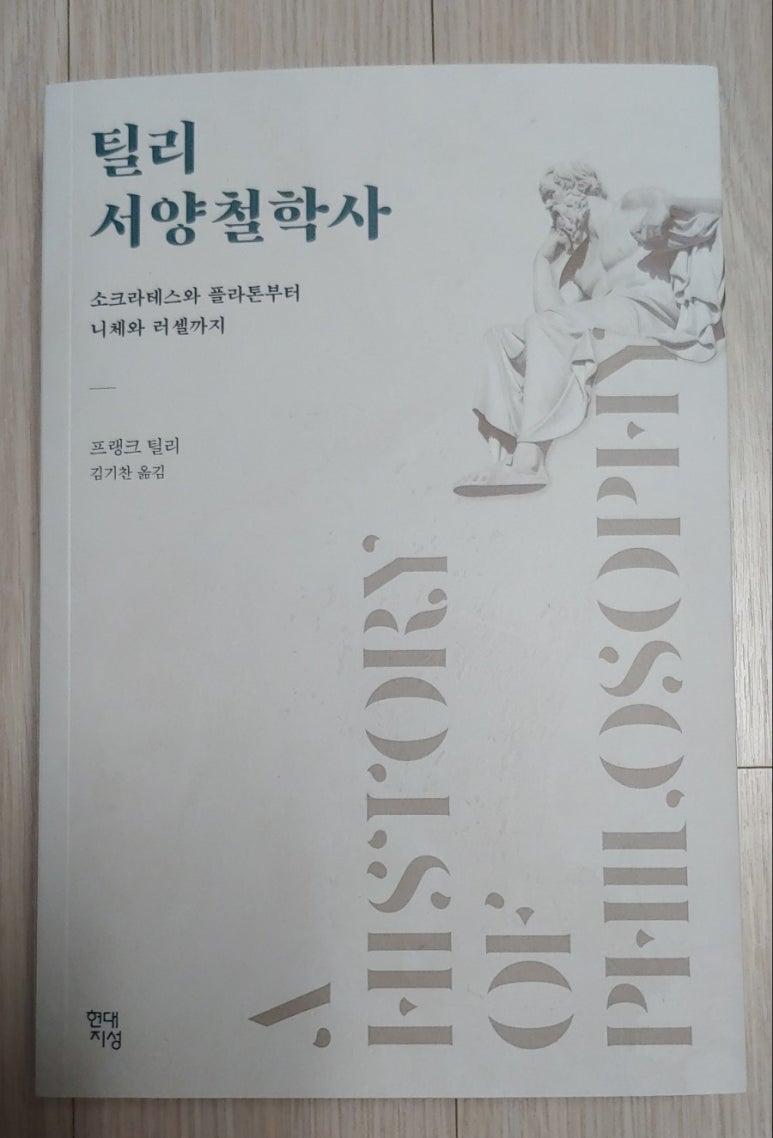 틸리
서양철학사
소크라테스와 플라톤부터
니체와 러셀까지
프랭크 틸리
김기찬 옮김
A
HISTORY
OF
PHILOSOPHY
현대
지성